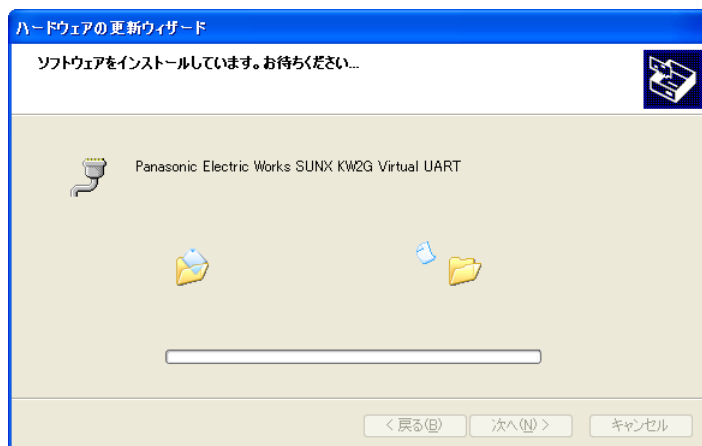 ハードウェアの更新ウィザード
ソフトウェアをインストールしています。お待ちください...
Panasonic Electric Works SUNX KW2G Virtual UART
< 戻る(B)
次へ(N) >
キャンセル